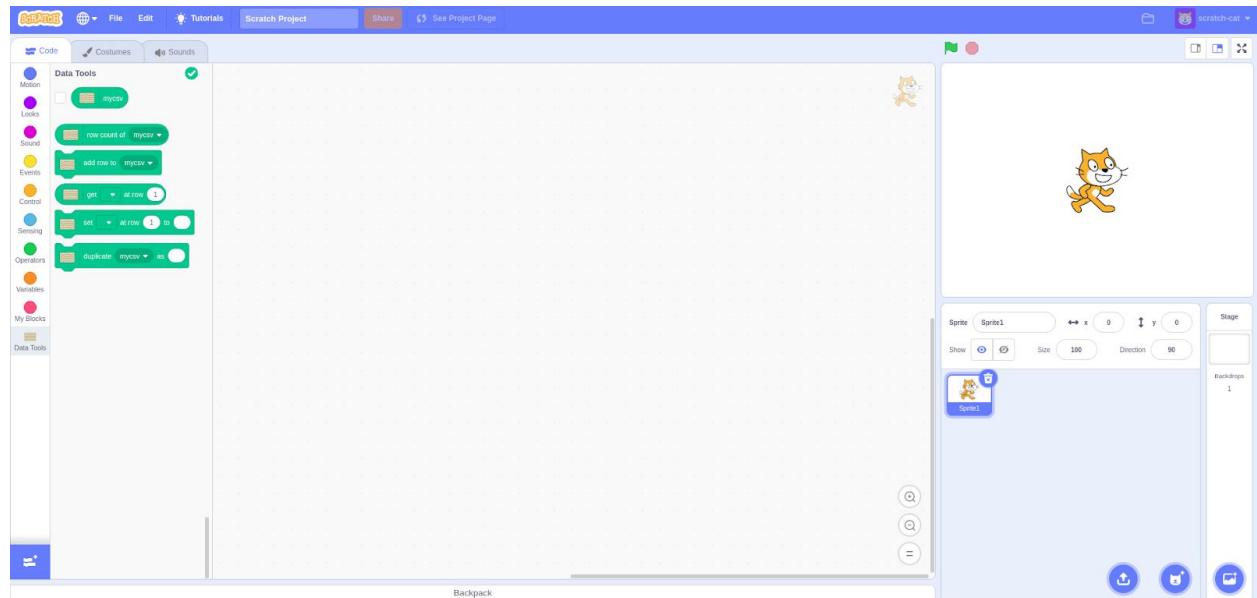 SCRATCH File Edit Tutorials Scratch Project Share See Project Page scratch-cat
Code Costumes Sounds
Motion
Looks
Sound
Events
Control
Sensing
Operators
Variables
My Blocks
Data Tools
Data Tools
mycsv
row count of mycsv
add row to mycsv
get at row 1
set at row 1 to
duplicate mycsv as
=
Backpack
Sprite Sprite1 x 0 y 0
Show Size 100 Direction 90
Sprite1
Stage
Backdrops
1